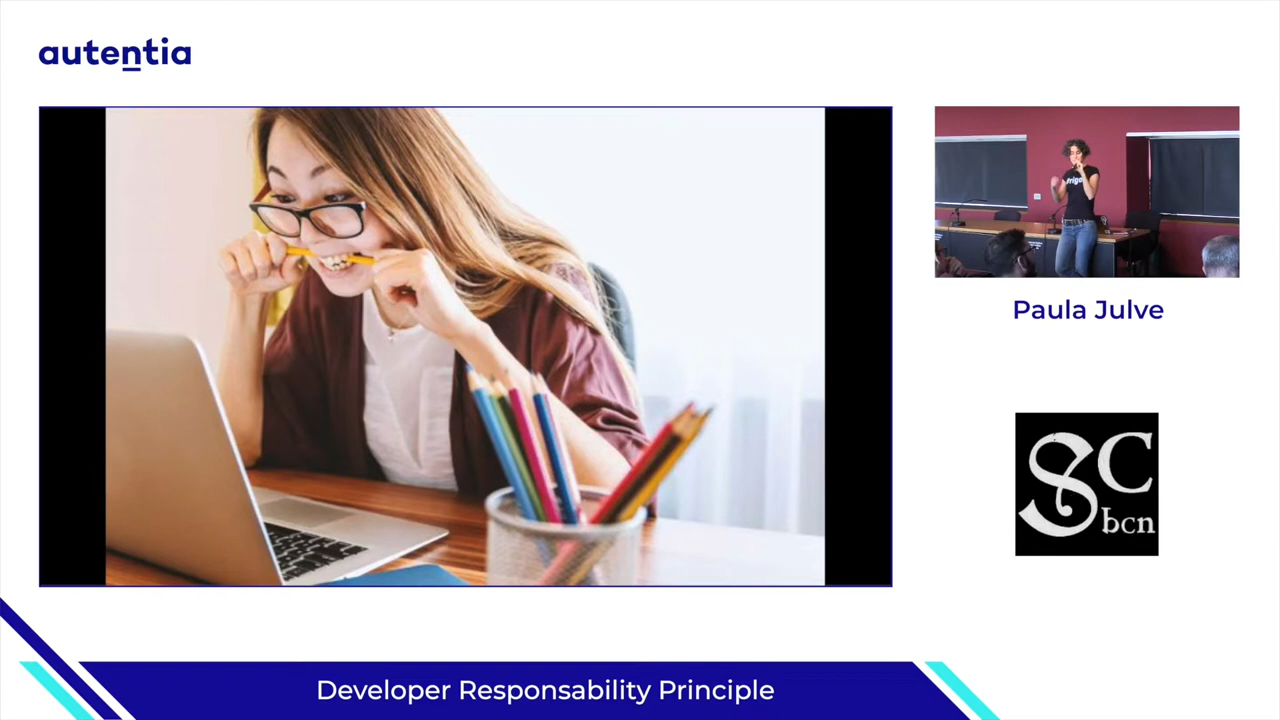 autentia
Paula Julve
SC
bcn
Developer Responsability Principle